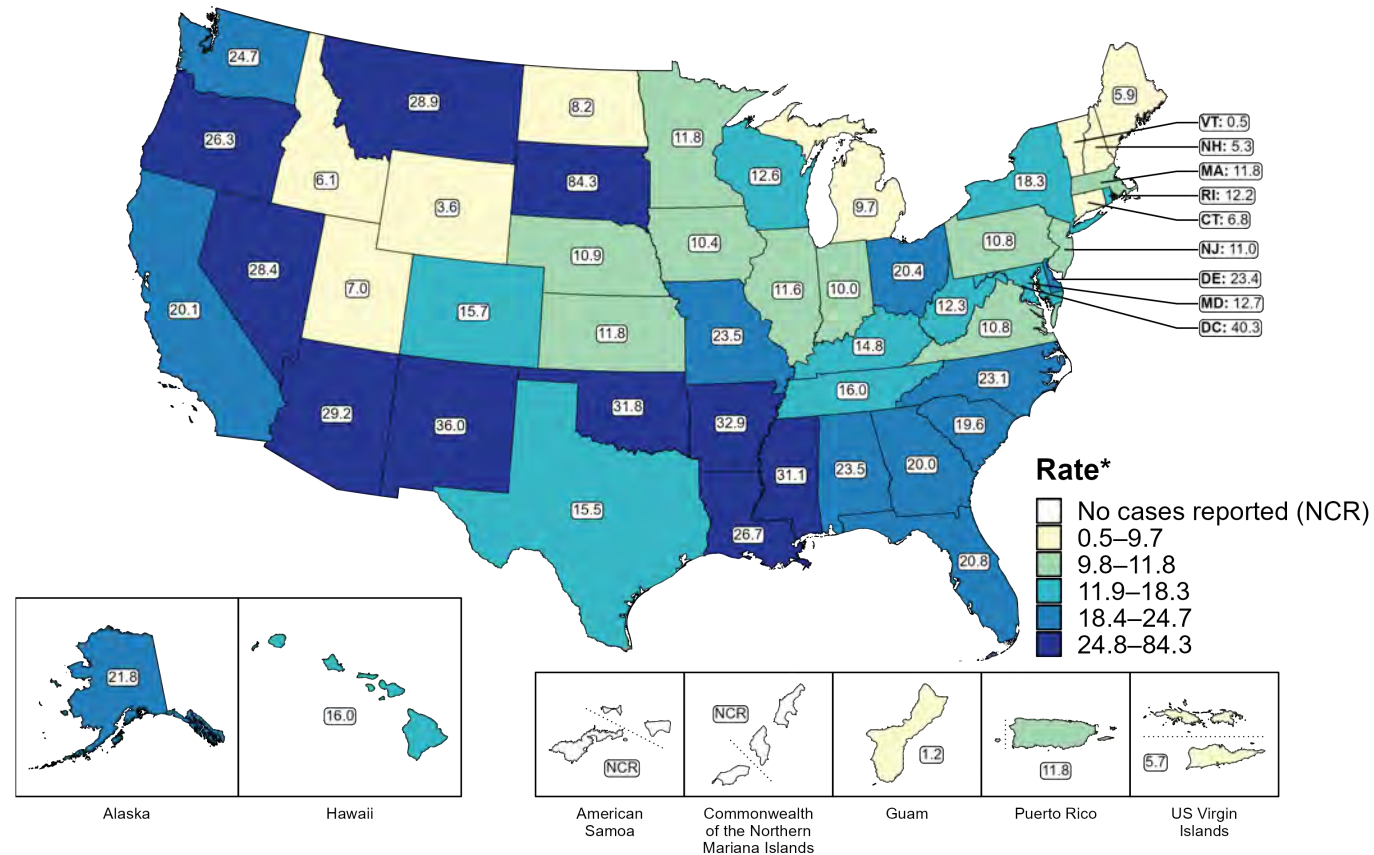 24.7
28.9
8.2
11.8
5.9
VT: 0.5
NH: 5.3
MA: 11.8
RI: 12.2
CT: 6.8
NJ: 11.0
DE: 23.4
MD: 12.7
DC: 40.3
26.3
6.1
3.6
84.3
12.6
9.7
18.3
10.9
10.4
10.8
20.1
28.4
7.0
15.7
11.8
23.5
11.6
10.0
20.4
12.3
10.8
14.8
29.2
36.0
31.8
32.9
16.0
23.1
19.6
15.5
26.7
31.1
23.5
20.0
20.8
Rate*
No cases reported (NCR)
0.5–9.7
9.8–11.8
11.9–18.3
18.4–24.7
24.8–84.3
21.8
16.0
NCR
NCR
1.2
11.8
5.7
Alaska
Hawaii
American
Samoa
Commonwealth
of the Northern
Mariana Islands
Guam
Puerto Rico
US Virgin
Islands